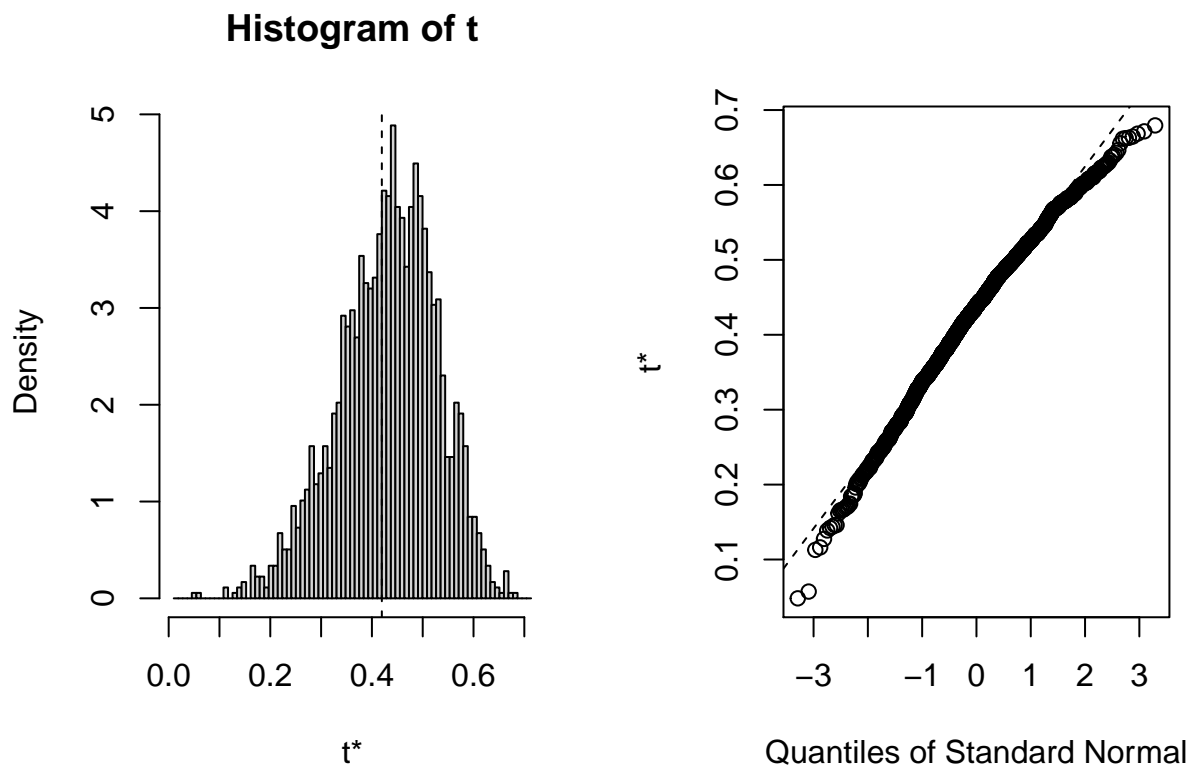 Histogram of t
Density
0 1 2 3 4 5
0.0 0.2 0.4 0.6
t*
t*
0.1 0.2 0.3 0.4 0.5 0.6 0.7
−3 −1 0 1 2 3
Quantiles of Standard Normal